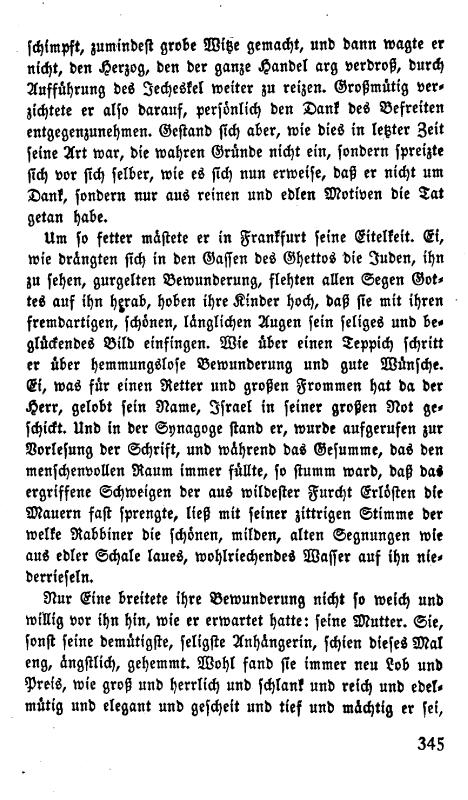 schimpft, zumindest grobe Witze gemacht, und dann wagte er
nicht, den Herzog, den der ganze Handel arg verdroß, durch
Aufführung des Jecheskel weiter zu reizen. Großmütig ver-
zichtete er also darauf, persönlich den Dank des Befreiten
entgegenzunehmen. Gestand sich aber, wie dies in letzter Zeit
seine Art war, die wahren Gründe nicht ein, sondern spreizte
sich vor sich selber, wie es sich nun erweise, daß er nicht um
Dank, sondern nur aus reinen und edlen Motiven die Tat
getan habe.
Um so fetter mästete er in Frankfurt seine Eitelkeit. Ei,
wie drängten sich in den Gassen des Ghettos die Juden, ihn
zu sehen, gurgelten Bewunderung, flehten allen Segen Got-
tes auf ihn herab, hoben ihre Kinder hoch, daß sie mit ihren
fremdartigen, schönen, länglichen Augen sein seliges und be-
glückendes Bild einfingen. Wie über einen Teppich schritt
er über hemmungslose Bewunderung und gute Wünsche.
Ei, was für einen Retter und großen Frommen hat da der
Herr, gelobt sein Name, Israel in seiner großen Not ge-
schickt. Und in der Synagoge stand er, wurde aufgerufen zur
Vorlesung der Schrift, und während das Gesumme, das den
menschenvollen Raum immer füllte, so stumm ward, daß das
ergriffene Schweigen der aus wildester Furcht Erlösten die
Mauern fast sprengte, ließ mit seiner zittrigen Stimme der
welke Rabbiner die schönen, milden, alten Segnungen wie
aus edler Schale laues, wohlriechendes Wasser auf ihn nie-
derrieseln.
Nur Eine breitete ihre Bewunderung nicht so weich und
willig vor ihn hin, wie er erwartet hatte: seine Mutter. Sie,
sonst seine demütigste, seligste Anhängerin, schien dieses Mal
eng, ängstlich, gehemmt. Wohl fand sie immer neu Lob und
Preis, wie groß und herrlich und schlank und reich und edel-
mütig und elegant und gescheit und tief und mächtig er sei,
345